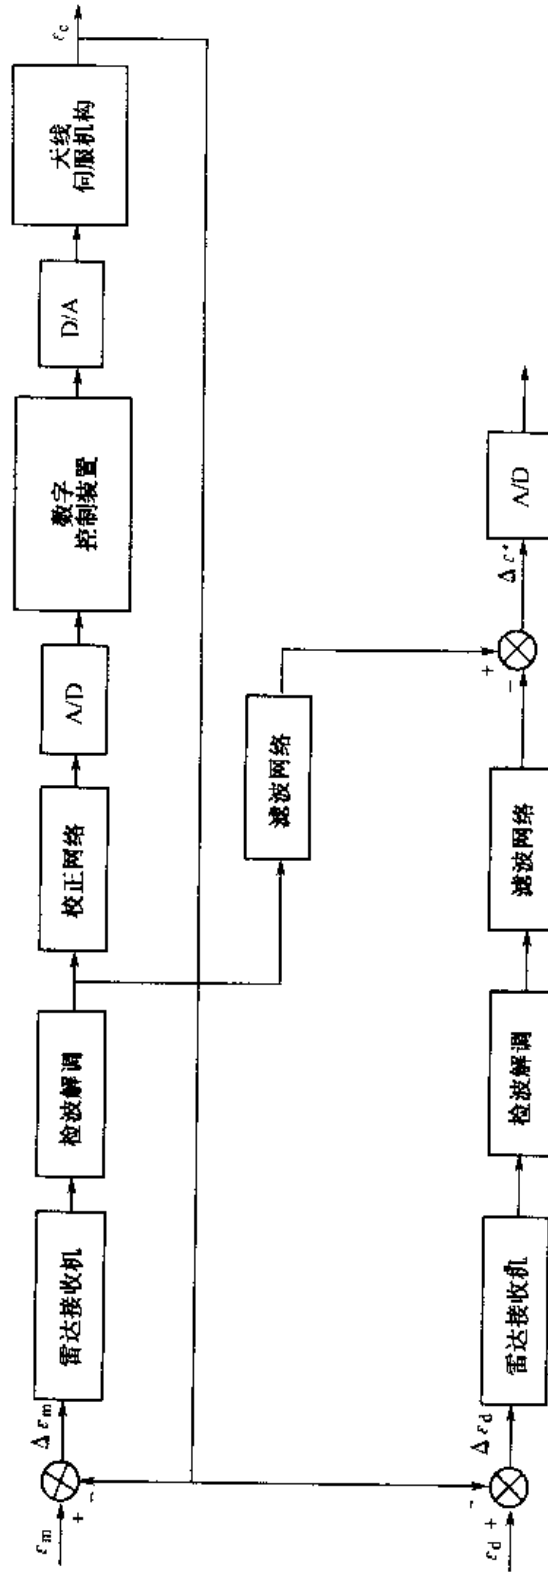 ε_m
+
−
Δε_m
雷达接收机
检波解调
校正网络
A/D
数字
控制装置
D/A
天线
伺服机构
ε_c
滤波网络
ε_d
+
−
Δε_d
雷达接收机
检波解调
滤波网络
+
−
Δε*
A/D